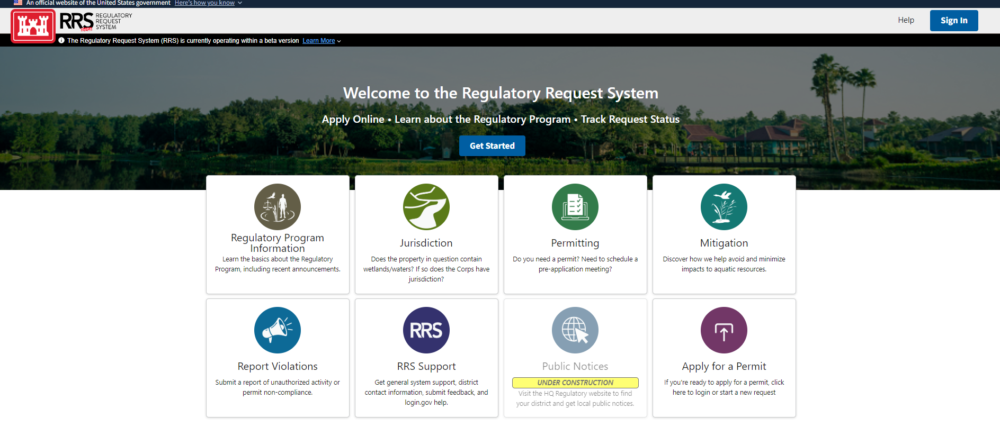 An official website of the United States government Here's how you know
RRS REGULATORY
REQUEST
SYSTEM
beta
Help
Sign In
The Regulatory Request System (RRS) is currently operating within a beta version Learn More
Welcome to the Regulatory Request System
Apply Online • Learn about the Regulatory Program • Track Request Status
Get Started
Regulatory Program
Information
Learn the basics about the Regulatory
Program, including recent announcements.
Jurisdiction
Does the property in question contain
wetlands/waters? If so does the Corps have
jurisdiction?
Permitting
Do you need a permit? Need to schedule a
pre-application meeting?
Mitigation
Discover how we help avoid and minimize
impacts to aquatic resources.
Report Violations
Submit a report of unauthorized activity or
permit non-compliance.
RRS
RRS Support
Get general system support, district
contact information, submit feedback, and
login.gov help.
Public Notices
UNDER CONSTRUCTION
Visit the HQ Regulatory website to find
your district and get local public notices.
Apply for a Permit
If you're ready to apply for a permit, click
here to login or start a new request